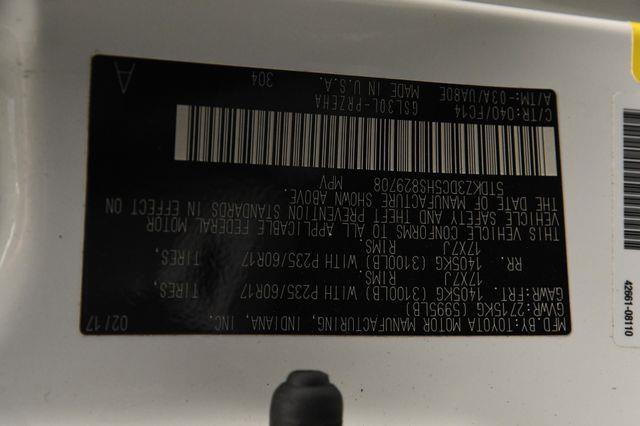 MFD.BY:TOYOTA MOTOR MANUFACTURING, INDIANA, INC. 02/17
GVWR:2715KG(5995LB)
GAWR:FRT. 1405KG(3100LB)WITH P235/60R17 TIRES,
17X7J RIMS.
RR. 1405KG(3100LB)WITH P235/60R17 TIRES,
17X7J RIMS.
THIS VEHICLE CONFORMS TO ALL APPLICABLE FEDERAL MOTOR
VEHICLE SAFETY AND THEFT PREVENTION STANDARDS IN EFFECT ON
THE DATE OF MANUFACTURE SHOWN ABOVE.
5TDKZ3DC5HS829708 MPV
C/TR:040/FC14 GSL30L-PRZEHA
A/TM:-03A/UA80E MADE IN U.S.A. 304 A
42661-08110